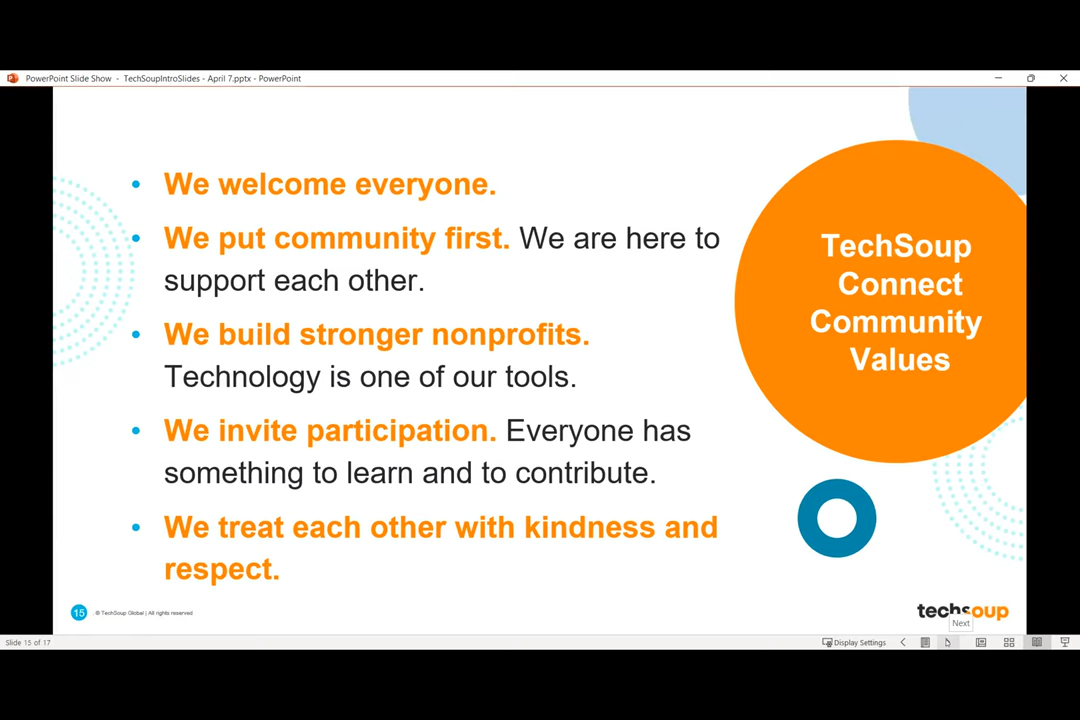 PowerPoint Slide Show - TechSoupIntroSlides - April 7.pptx - PowerPoint
• We welcome everyone.
• We put community first. We are here to
support each other.
• We build stronger nonprofits.
Technology is one of our tools.
• We invite participation. Everyone has
something to learn and to contribute.
• We treat each other with kindness and
respect.
TechSoup
Connect
Community
Values
15
© TechSoup Global | All rights reserved
techsoup
Next
Slide 15 of 17
Display Settings